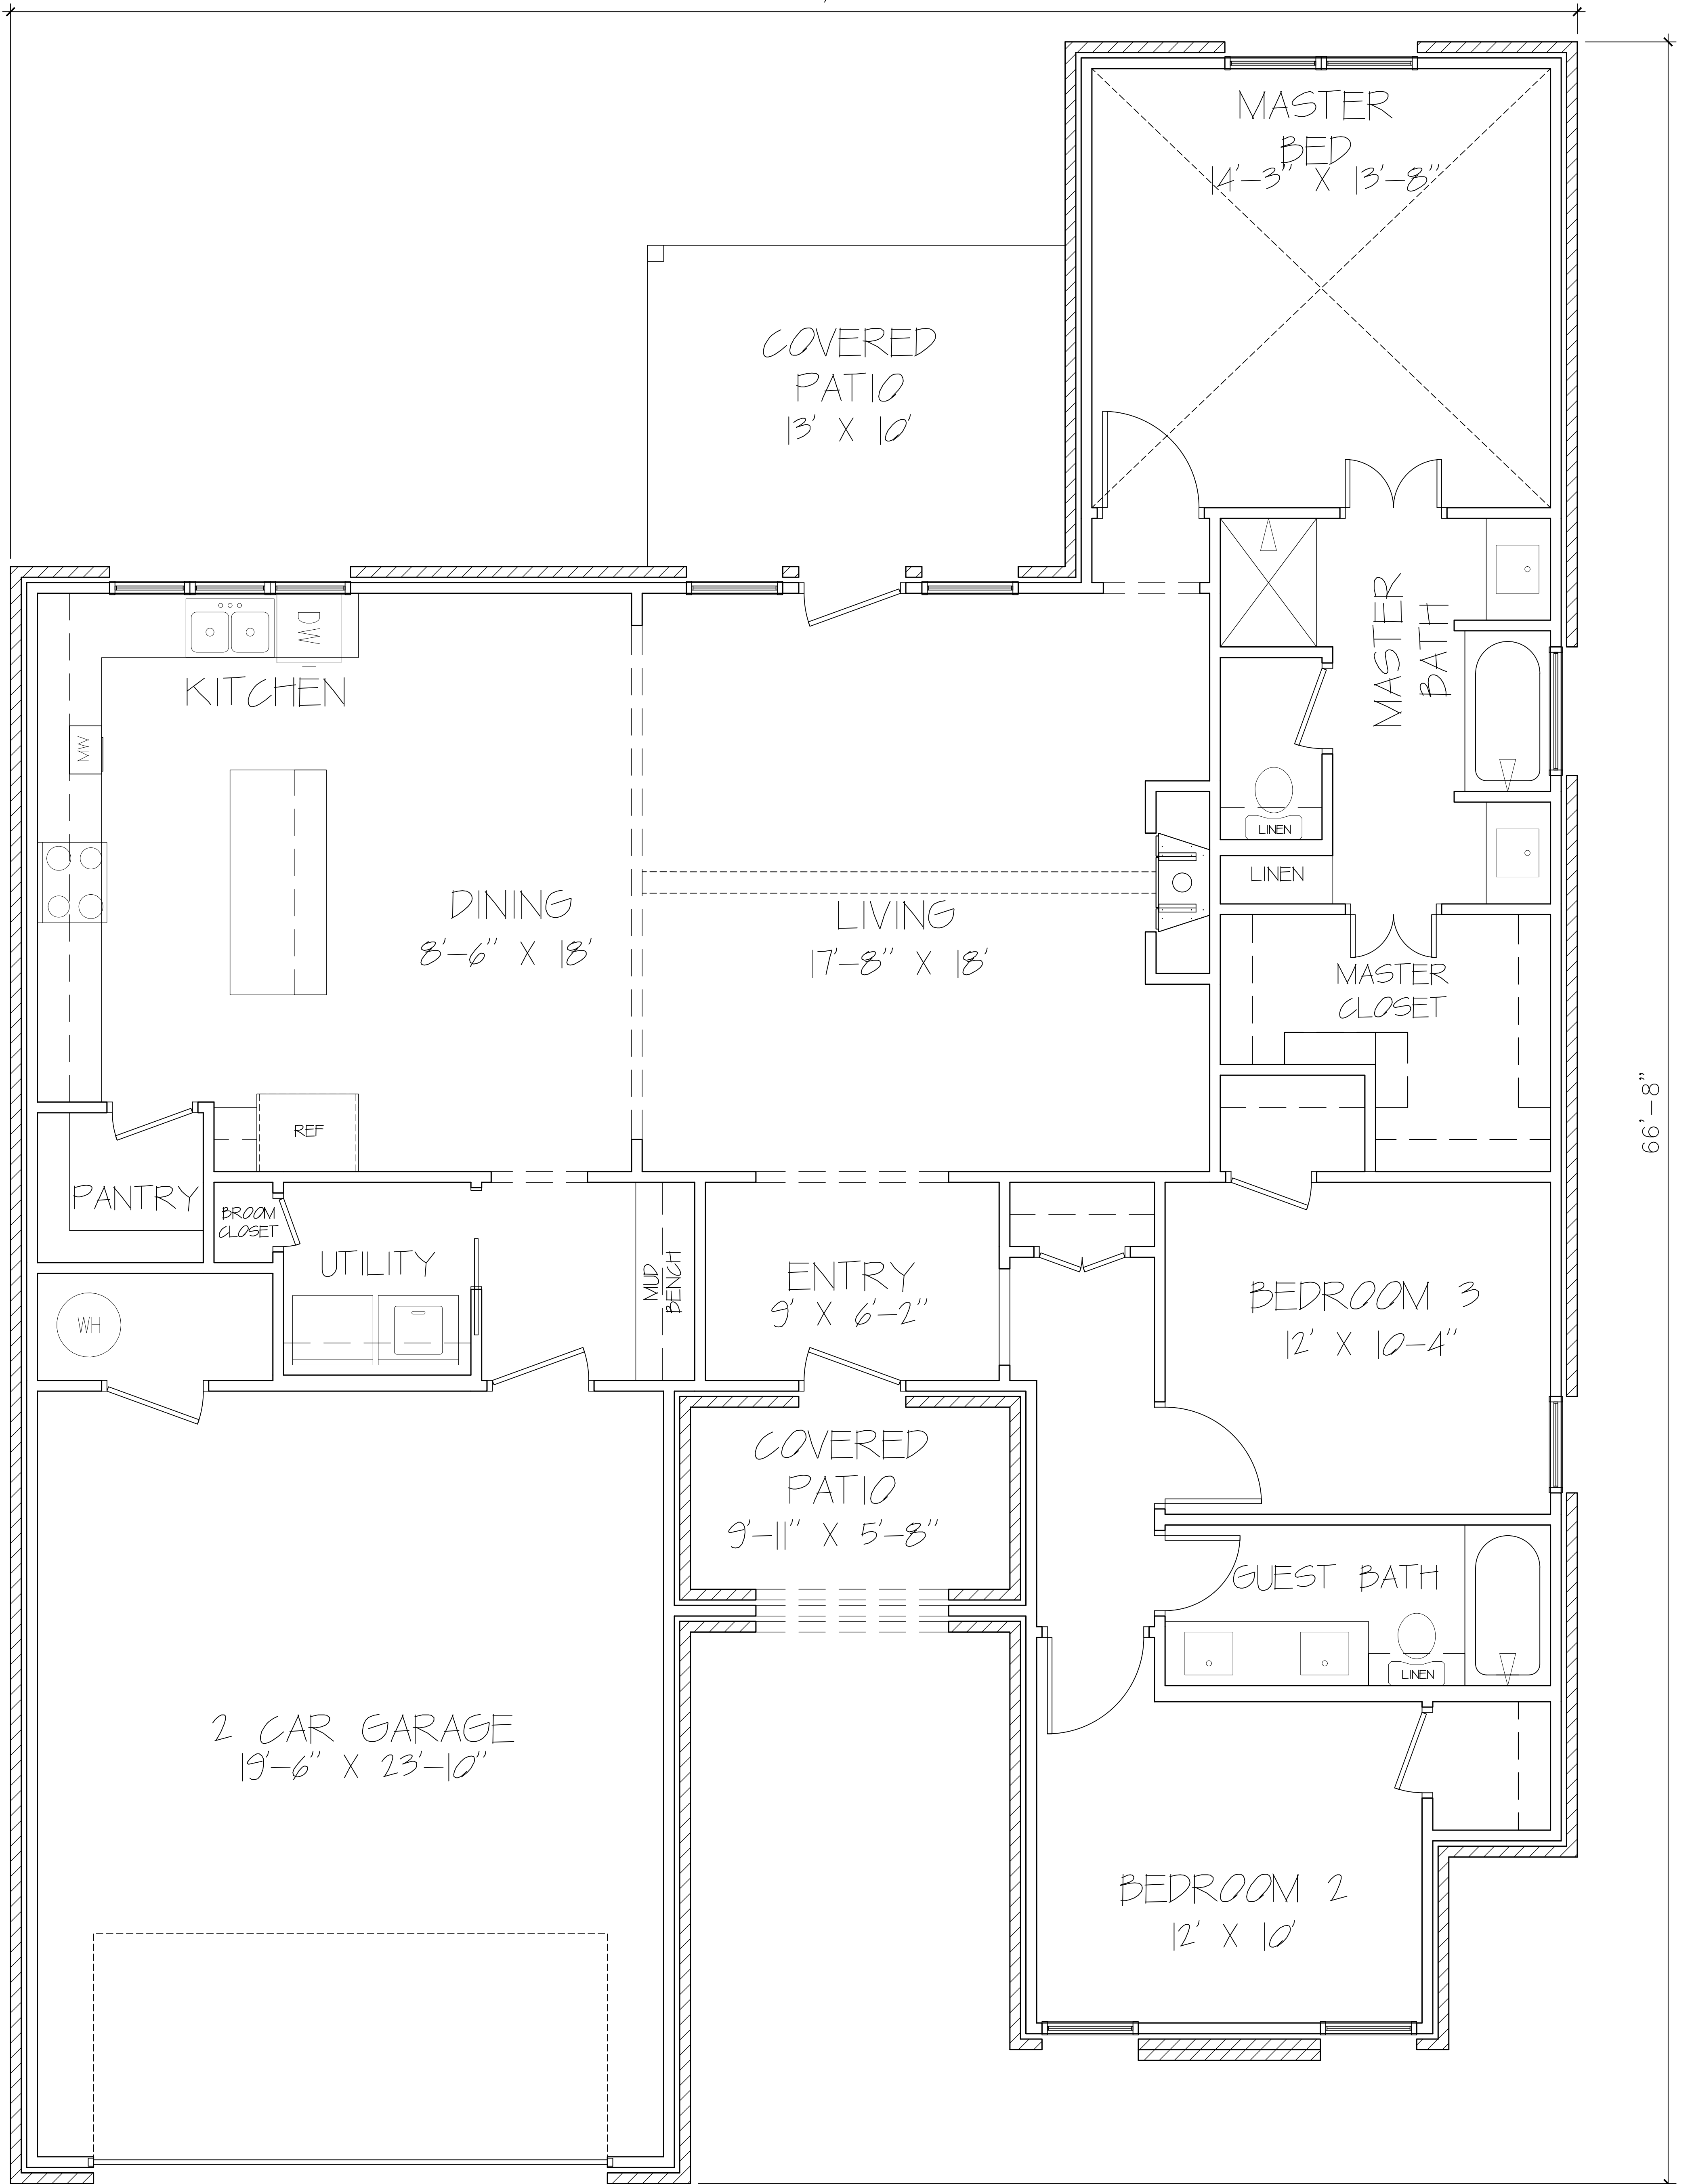 MASTER
BED
14'-3" X 13'-8"
COVERED
PATIO
13' X 10'
DW
KITCHEN
MW
MASTER
BATH
LINEN
LINEN
DINING
8'-6" X 18'
LIVING
17'-8" X 18'
MASTER
CLOSET
66'-8"
REF
PANTRY
BROOM
CLOSET
UTILITY
MUD
BENCH
ENTRY
9' X 6'-2"
BEDROOM 3
12' X 10-4"
WH
COVERED
PATIO
9'-11" X 5'-8"
GUEST BATH
LINEN
2 CAR GARAGE
19'-6" X 23'-10"
BEDROOM 2
12' X 10'